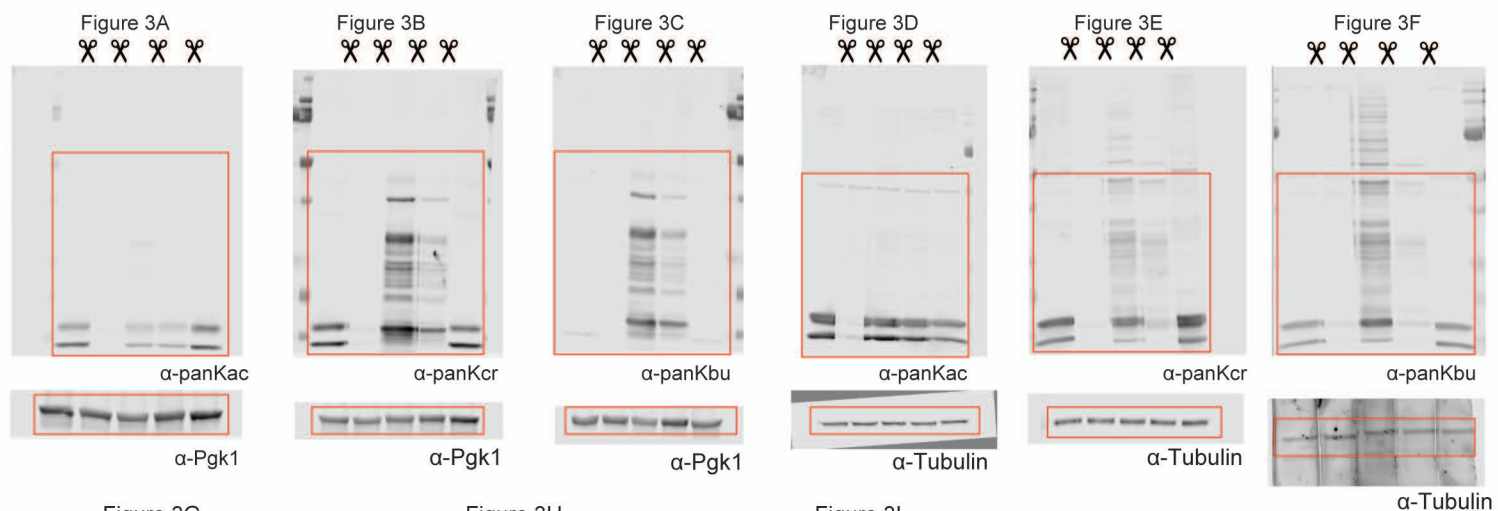 Figure 3A
Figure 3B
Figure 3C
Figure 3D
Figure 3E
Figure 3F
α-panKac
α-panKcr
α-panKbu
α-panKac
α-panKcr
α-panKbu
α-Pgk1
α-Pgk1
α-Pgk1
α-Tubulin
α-Tubulin
α-Tubulin